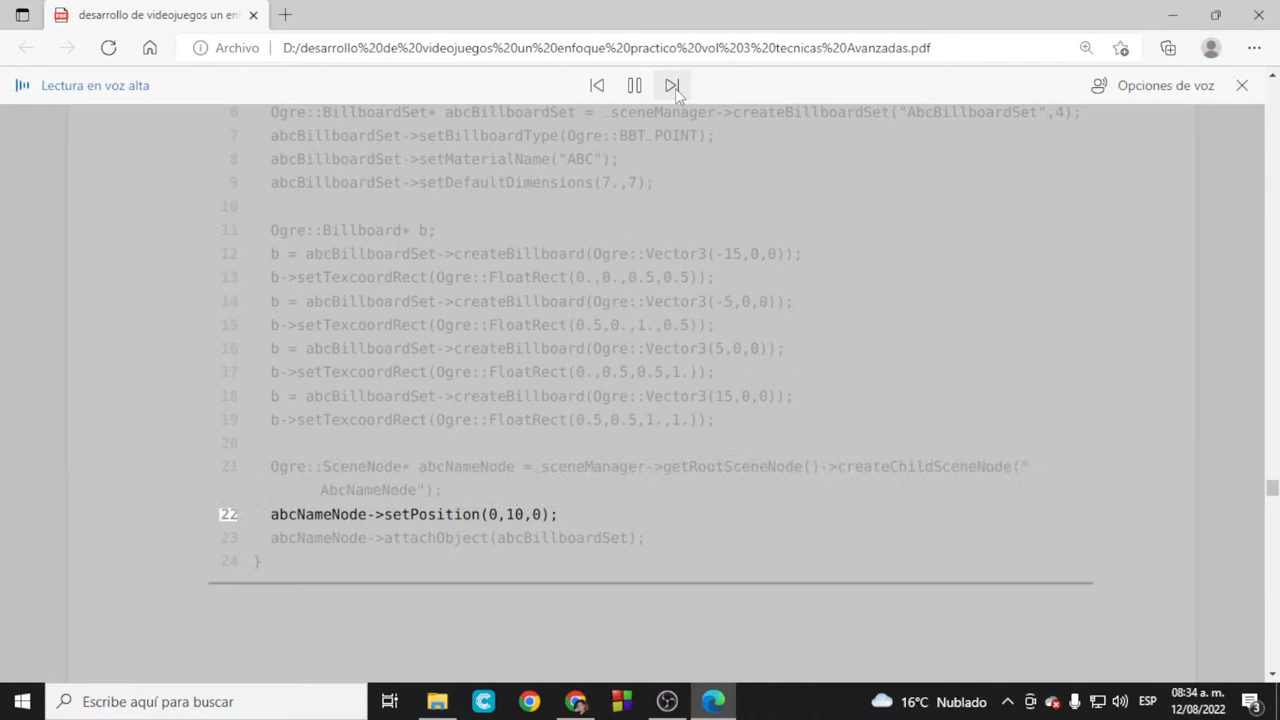 desarrollo de videojuegos un en
Archivo
D:/desarrollo%20de%20videojuegos%20un%20enfoque%20practico%20vol%203%20tecnicas%20Avanzadas.pdf
Lectura en voz alta
Opciones de voz
6 Ogre::BillboardSet* abcBillboardSet = _sceneManager->createBillboardSet("AbcBillboardSet",4);
7 abcBillboardSet->setBillboardType(Ogre::BBT_POINT);
8 abcBillboardSet->setMaterialName("ABC");
9 abcBillboardSet->setDefaultDimensions(7.,7);
10
11 Ogre::Billboard* b;
12 b = abcBillboardSet->createBillboard(Ogre::Vector3(-15,0,0));
13 b->setTexcoordRect(Ogre::FloatRect(0.,0.,0.5,0.5));
14 b = abcBillboardSet->createBillboard(Ogre::Vector3(-5,0,0));
15 b->setTexcoordRect(Ogre::FloatRect(0.5,0.,1.,0.5));
16 b = abcBillboardSet->createBillboard(Ogre::Vector3(5,0,0));
17 b->setTexcoordRect(Ogre::FloatRect(0.,0.5,0.5,1.));
18 b = abcBillboardSet->createBillboard(Ogre::Vector3(15,0,0));
19 b->setTexcoordRect(Ogre::FloatRect(0.5,0.5,1.,1.));
20
21 Ogre::SceneNode* abcNameNode =_sceneManager->getRootSceneNode()->createChildSceneNode("
AbcNameNode");
22 abcNameNode->setPosition(0,10,0);
23 abcNameNode->attachObject(abcBillboardSet);
24 }
Escribe aquí para buscar
16°C Nublado
ESP
08:34 a. m.
12/08/2022
3